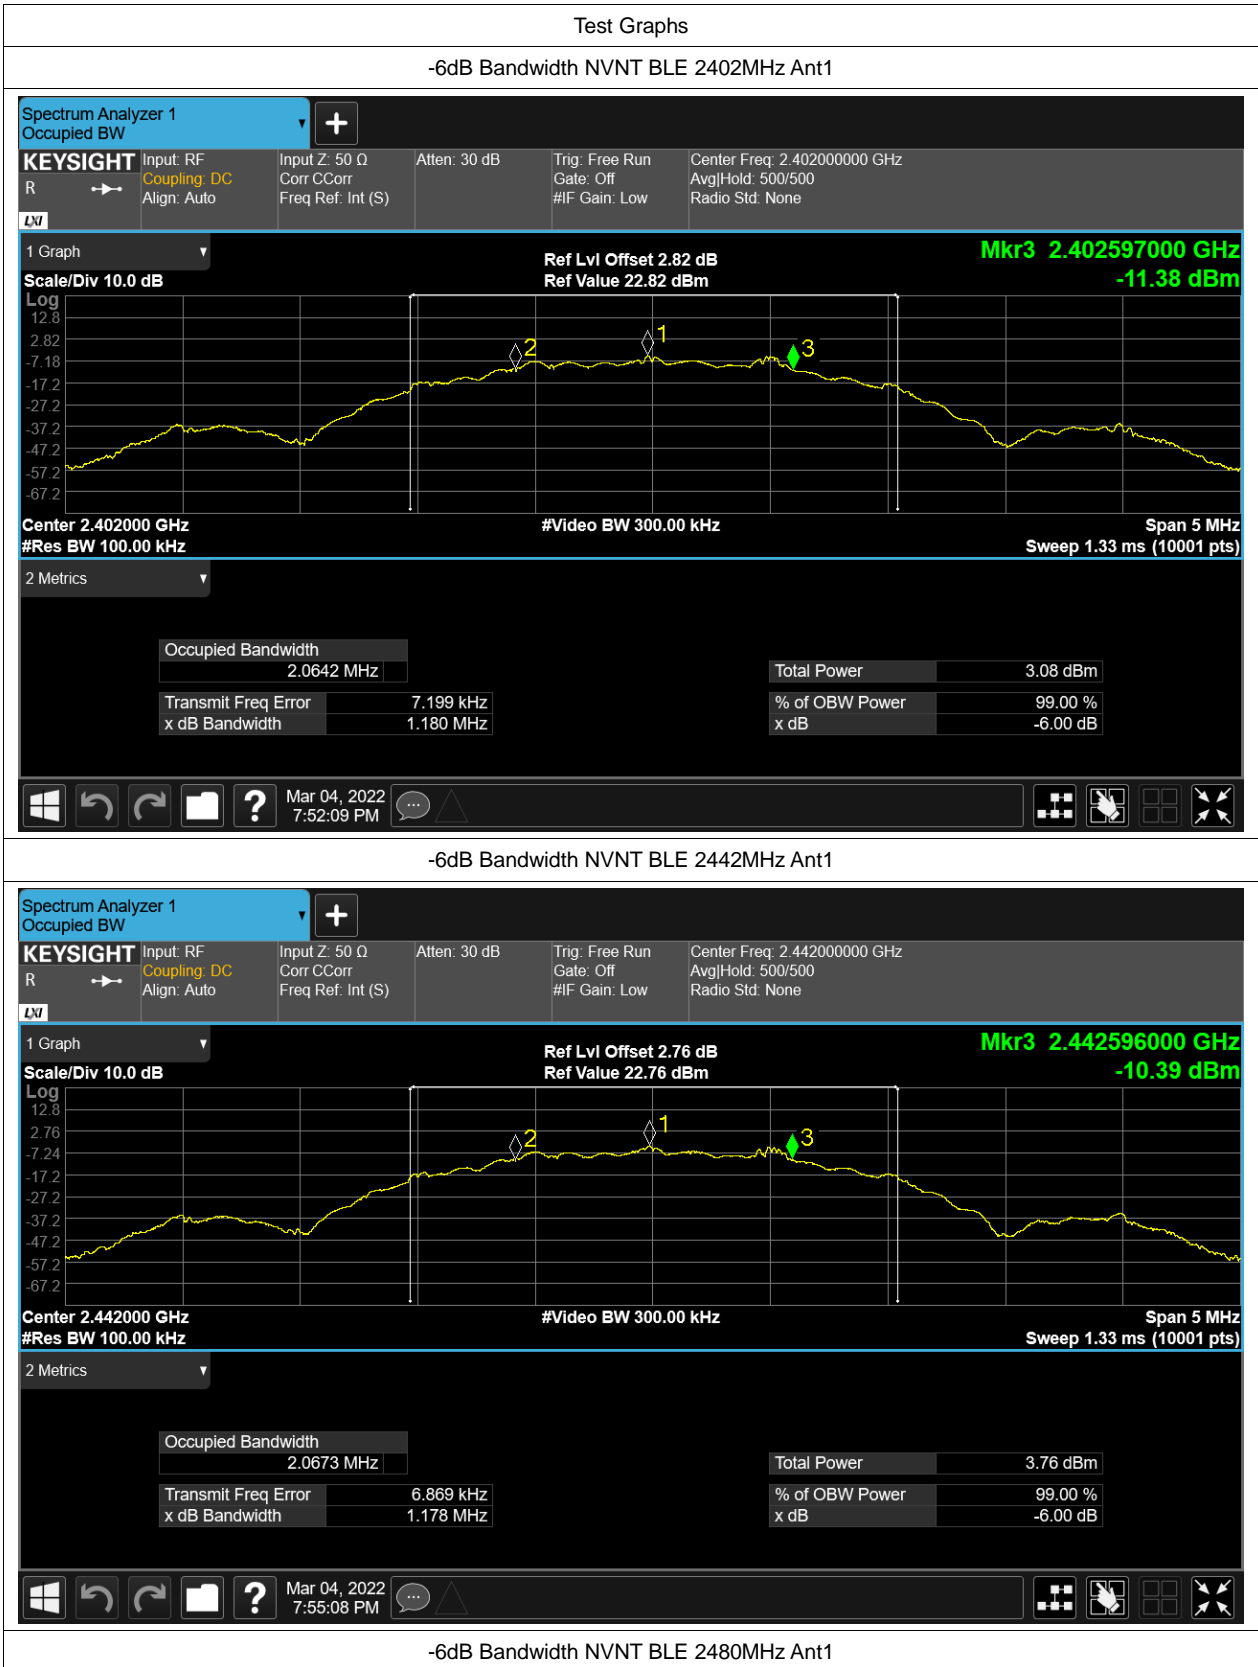 Test Graphs
-6dB Bandwidth NVNT BLE 2402MHz Ant1
Spectrum Analyzer 1
Occupied BW
KEYSIGHT Input: RF Input Z: 50 Ω Atten: 30 dB Trig: Free Run Center Freq: 2.402000000 GHz
R Coupling: DC Corr CCorr Gate: Off Avg|Hold: 500/500
Align: Auto Freq Ref: Int (S) #IF Gain: Low Radio Std: None
LXI
1 Graph Ref Lvl Offset 2.82 dB Mkr3 2.402597000 GHz
Scale/Div 10.0 dB Ref Value 22.82 dBm -11.38 dBm
Log
12.8
2.82
-7.18
-17.2
-27.2
-37.2
-47.2
-57.2
-67.2
2 1 3
Center 2.402000 GHz #Video BW 300.00 kHz Span 5 MHz
#Res BW 100.00 kHz Sweep 1.33 ms (10001 pts)
2 Metrics
Occupied Bandwidth
2.0642 MHz Total Power 3.08 dBm
Transmit Freq Error 7.199 kHz % of OBW Power 99.00 %
x dB Bandwidth 1.180 MHz x dB -6.00 dB
Mar 04, 2022
7:52:09 PM
-6dB Bandwidth NVNT BLE 2442MHz Ant1
Spectrum Analyzer 1
Occupied BW
KEYSIGHT Input: RF Input Z: 50 Ω Atten: 30 dB Trig: Free Run Center Freq: 2.442000000 GHz
R Coupling: DC Corr CCorr Gate: Off Avg|Hold: 500/500
Align: Auto Freq Ref: Int (S) #IF Gain: Low Radio Std: None
LXI
1 Graph Ref Lvl Offset 2.76 dB Mkr3 2.442596000 GHz
Scale/Div 10.0 dB Ref Value 22.76 dBm -10.39 dBm
Log
12.8
2.76
-7.24
-17.2
-27.2
-37.2
-47.2
-57.2
-67.2
2 1 3
Center 2.442000 GHz #Video BW 300.00 kHz Span 5 MHz
#Res BW 100.00 kHz Sweep 1.33 ms (10001 pts)
2 Metrics
Occupied Bandwidth
2.0673 MHz Total Power 3.76 dBm
Transmit Freq Error 6.869 kHz % of OBW Power 99.00 %
x dB Bandwidth 1.178 MHz x dB -6.00 dB
Mar 04, 2022
7:55:08 PM
-6dB Bandwidth NVNT BLE 2480MHz Ant1